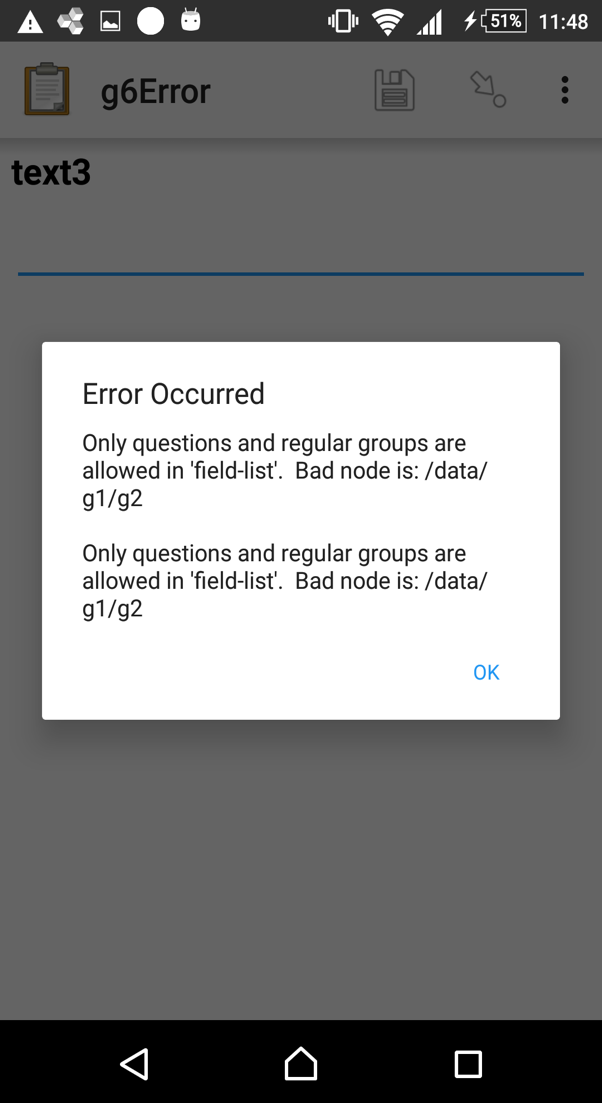 51% 11:48
g6Error
text3
Error Occurred
Only questions and regular groups are
allowed in 'field-list'.  Bad node is: /data/
g1/g2
Only questions and regular groups are
allowed in 'field-list'.  Bad node is: /data/
g1/g2
OK